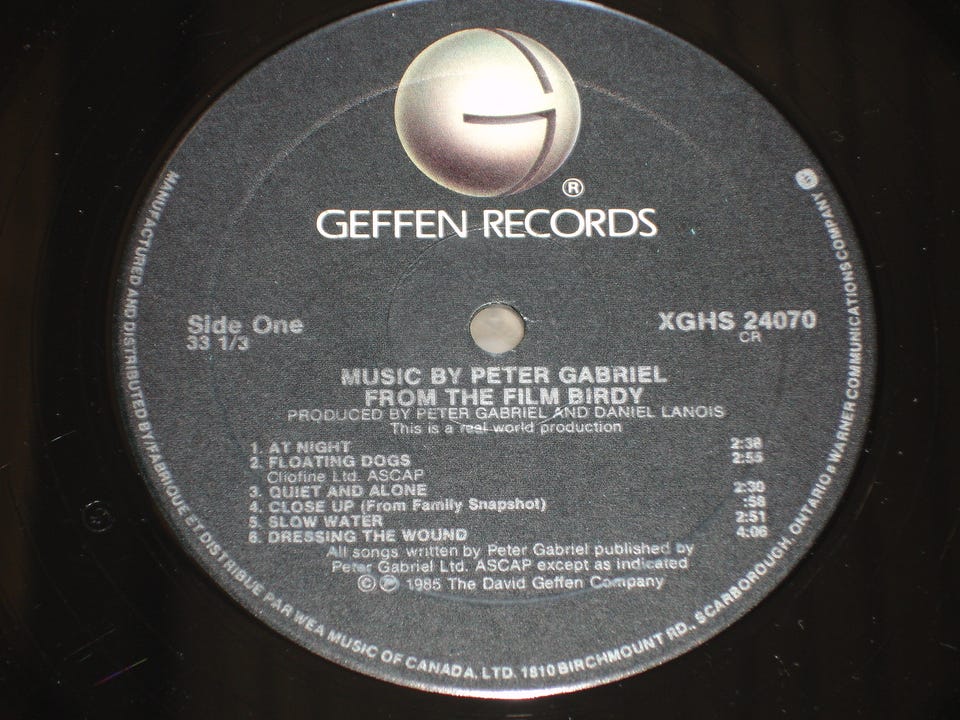 ®
GEFFEN RECORDS
Side One
33 1/3
XGHS 24070
CR
MUSIC BY PETER GABRIEL
FROM THE FILM BIRDY
PRODUCED BY PETER GABRIEL AND DANIEL LANOIS
This is a real world production
1. AT NIGHT 2:38
2. FLOATING DOGS 2:55
Cliofine Ltd. ASCAP
3. QUIET AND ALONE 2:30
4. CLOSE UP (From Family Snapshot) :58
5. SLOW WATER 2:51
6. DRESSING THE WOUND 4:06
All songs written by Peter Gabriel published by
Peter Gabriel Ltd. ASCAP except as indicated
© ℗ 1985 The David Geffen Company
MANUFACTURED AND DISTRIBUTED BY/FABRIQUE ET DISTRIBUE PAR WEA MUSIC OF CANADA, LTD. 1810 BIRCHMOUNT RD., SCARBOROUGH, ONTARIO a WARNER COMMUNICATIONS COMPANY